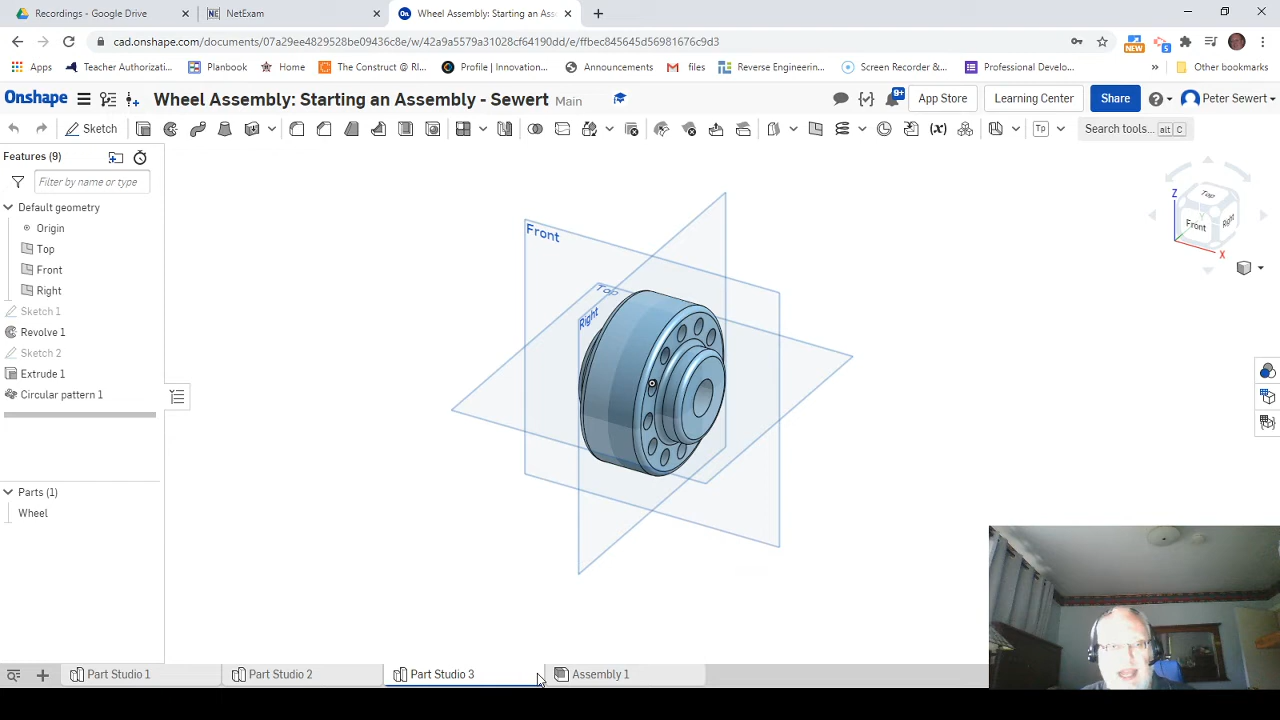 Recordings - Google Drive
NetExam
Wheel Assembly: Starting an Ass
cad.onshape.com/documents/07a29ee4829528be09436c8e/w/42a9a5579a31028cf64190dd/e/ffbec845645d56981676c9d3
NEW
5
Apps
Teacher Authorizati...
Planbook
Home
The Construct @ RI...
Profile | Innovation...
Announcements
files
Reverse Engineerin...
Screen Recorder &...
Professional Develo...
»
Other bookmarks
Onshape
Wheel Assembly: Starting an Assembly - Sewert Main
9+
App Store
Learning Center
Share
Peter Sewert
Sketch
(x)
Tp
Search tools... alt C
Features (9)
Filter by name or type
Default geometry
Origin
Top
Front
Right
Sketch 1
Revolve 1
Sketch 2
Extrude 1
Circular pattern 1
Parts (1)
Wheel
Front
Top
Right
Z
Top
Front
Right
X
Part Studio 1
Part Studio 2
Part Studio 3
Assembly 1